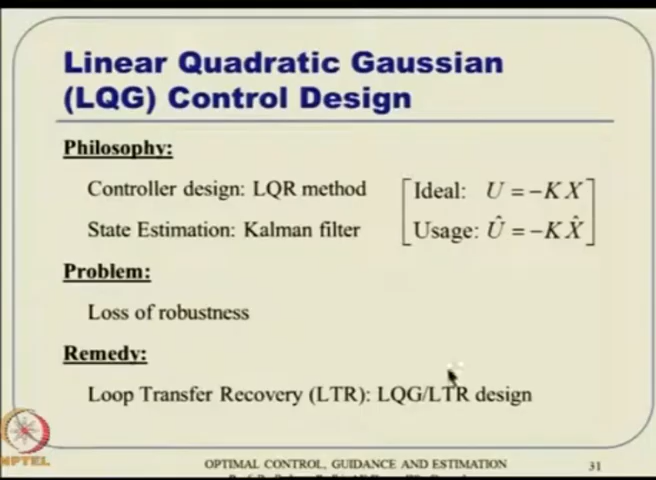 Linear Quadratic Gaussian
(LQG) Control Design
Philosophy:
Controller design: LQR method
State Estimation: Kalman filter
Ideal: U = −K X
Usage: Û = −K X̂
Problem:
Loss of robustness
Remedy:
Loop Transfer Recovery (LTR): LQG/LTR design
NPTEL
OPTIMAL CONTROL, GUIDANCE AND ESTIMATION
31